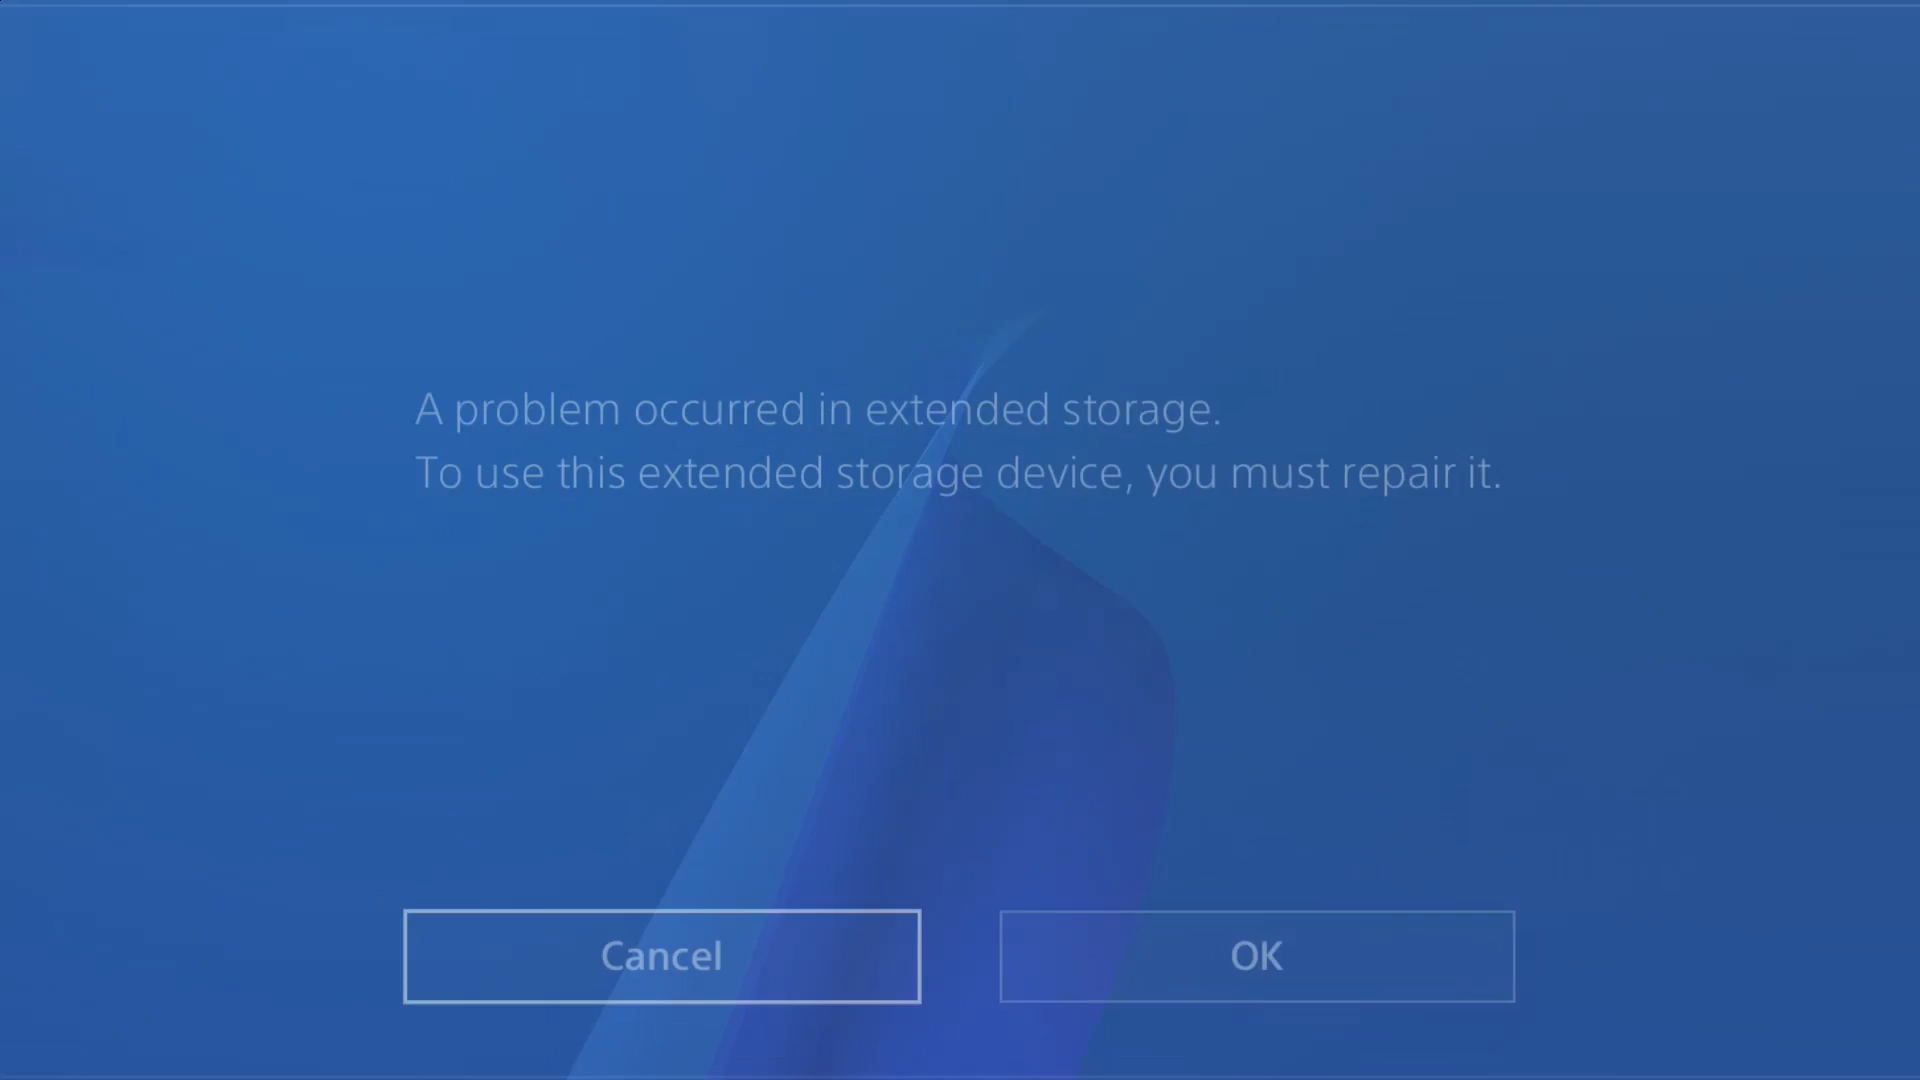 A problem occurred in extended storage.
To use this extended storage device, you must repair it.
Cancel
OK